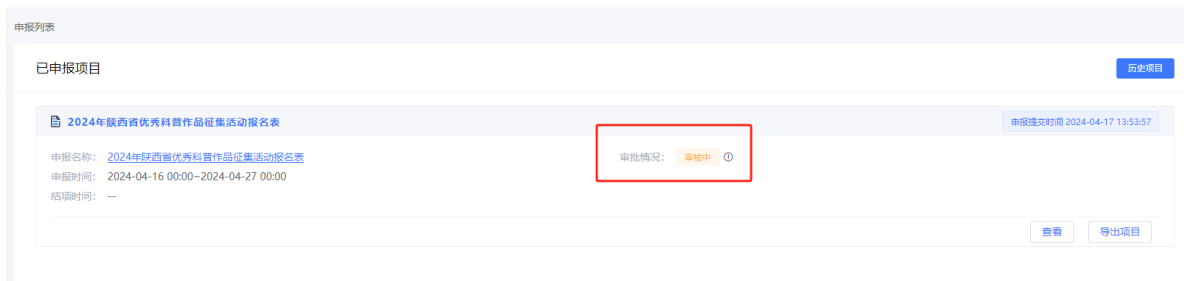 申报列表
已申报项目
历史项目
2024年陕西省优秀科普作品征集活动报名表
申报提交时间 2024-04-17 13:53:57
申报名称： 2024年陕西省优秀科普作品征集活动报名表
审批情况： 审核中
申报时间： 2024-04-16 00:00~2024-04-27 00:00
结项时间： --
查看
导出项目